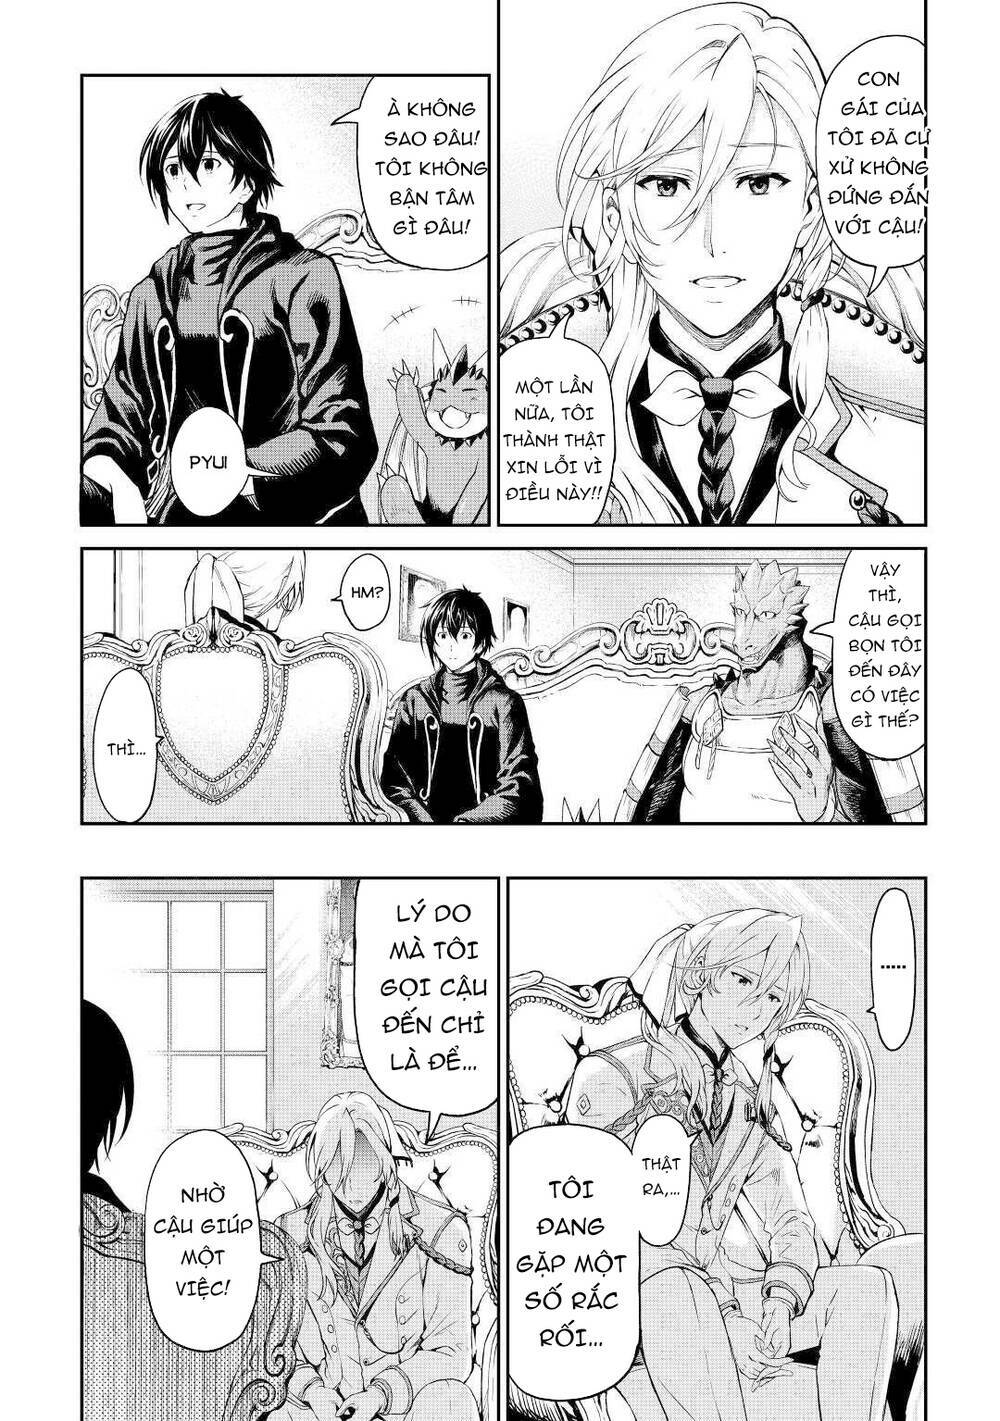 CON
GÁI CỦA
TÔI ĐÃ CƯ
XỬ KHÔNG
ĐỨNG ĐẮN
VỚI CẬU!
MỘT LẦN
NỮA, TÔI
THÀNH THẬT
XIN LỖI VÌ
ĐIỀU NÀY!!
À KHÔNG
SAO ĐÂU!
TÔI KHÔNG
BẬN TÂM
GÌ ĐÂU!
PYUI
VẬY
THÌ,
CẬU GỌI
BỌN TÔI
ĐẾN ĐÂY
CÓ VIỆC
GÌ THẾ?
HM?
THÌ...
.....
THẬT
RA,...
TÔI
ĐANG
GẶP MỘT
SỐ RẮC
RỐI...
LÝ DO
MÀ TÔI
GỌI CẬU
ĐẾN CHỈ
LÀ ĐỂ...
NHỜ
CẬU GIÚP
MỘT
VIỆC!